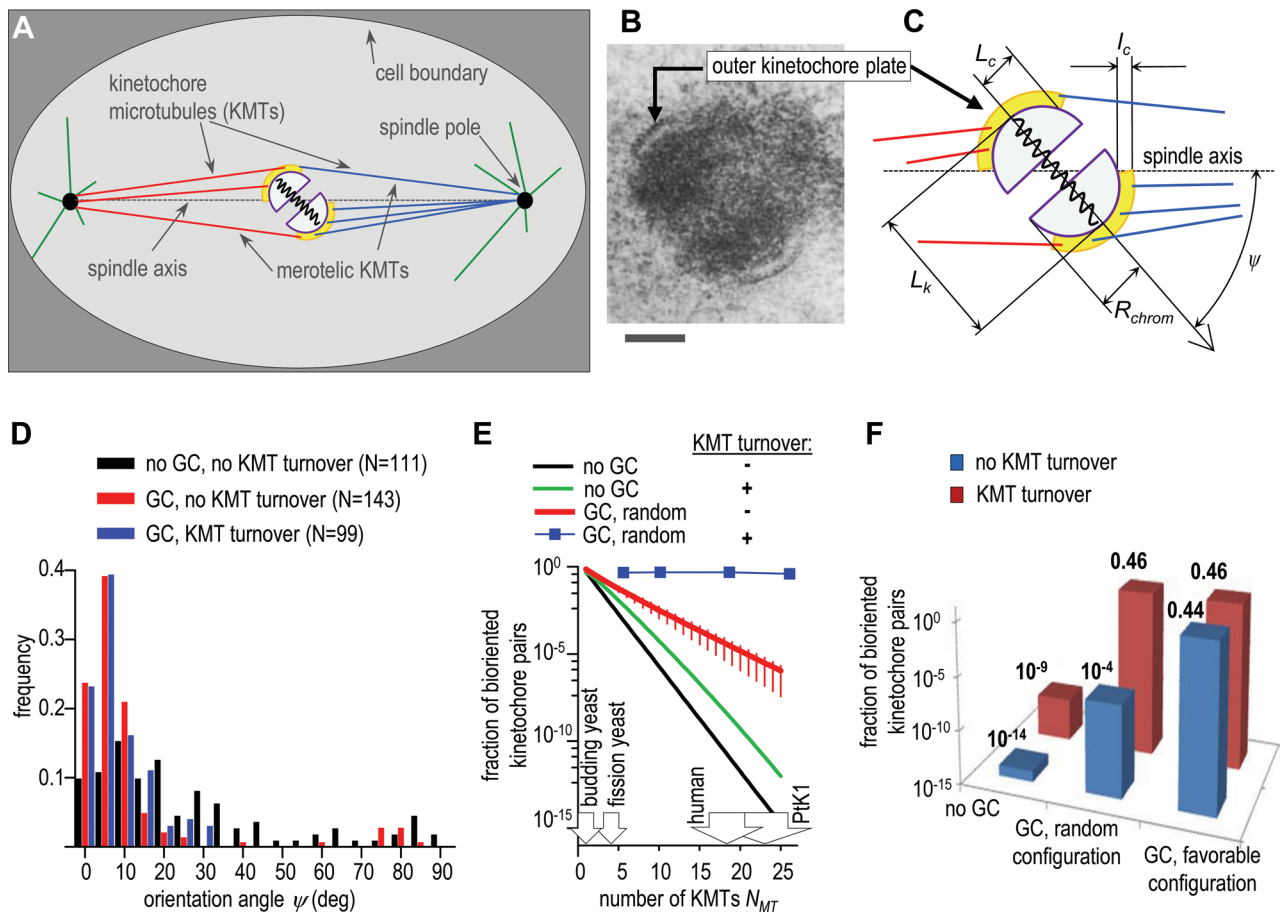 A
kinetochore
microtubules (KMTs)
cell boundary
spindle pole
spindle axis
merotelic KMTs
B
outer kinetochore plate
C
L_c
l_c
spindle axis
L_k
R_chrom
ψ
D
no GC, no KMT turnover (N=111)
GC, no KMT turnover (N=143)
GC, KMT turnover (N=99)
frequency
0.4
0.3
0.2
0.1
0 10 20 30 40 50 60 70 80 90
orientation angle ψ (deg)
E
KMT turnover:
no GC -
no GC +
GC, random -
GC, random +
fraction of bioriented
kinetochore pairs
10^0
10^-5
10^-10
10^-15
budding yeast
fission yeast
human
PtK1
0 5 10 15 20 25
number of KMTs N_MT
F
no KMT turnover
KMT turnover
fraction of bioriented
kinetochore pairs
10^0
10^-5
10^-10
10^-15
10^-14
10^-9
10^-4
0.46
0.44
0.46
no GC
GC, random
configuration
GC, favorable
configuration